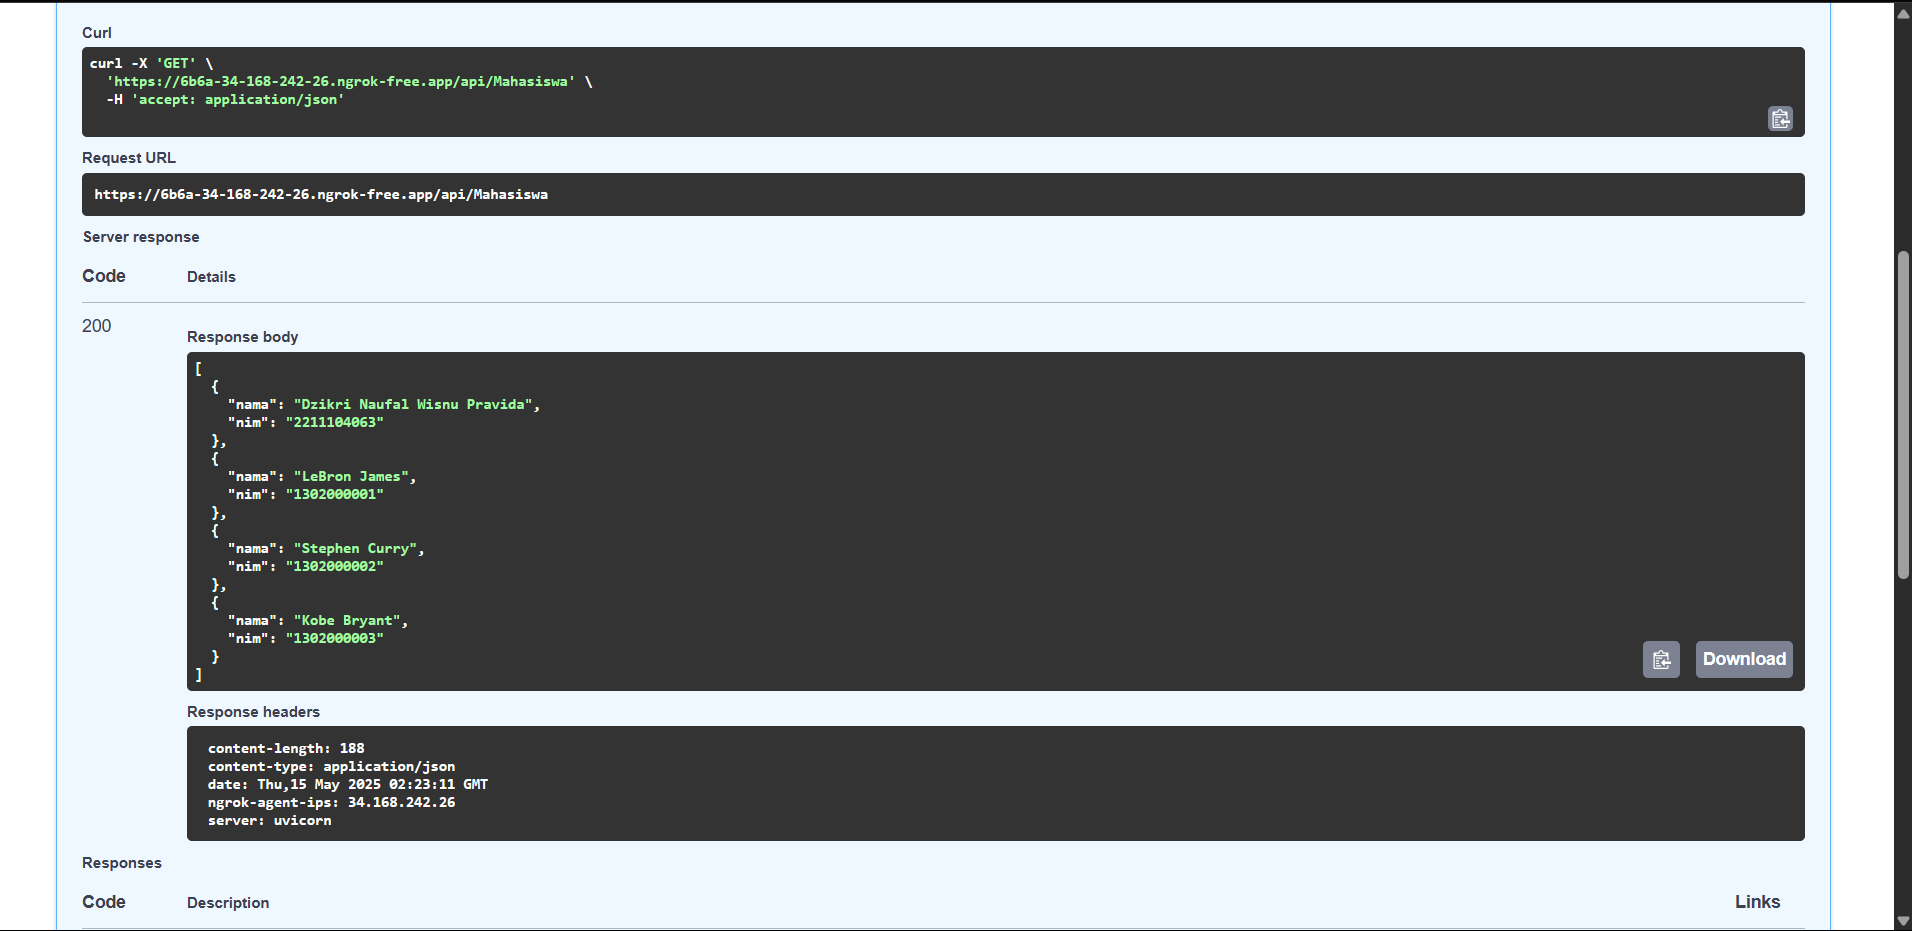 Curl
curl -X 'GET' \
  'https://6b6a-34-168-242-26.ngrok-free.app/api/Mahasiswa' \
  -H 'accept: application/json'
Request URL
https://6b6a-34-168-242-26.ngrok-free.app/api/Mahasiswa
Server response
Code Details
200
Response body
[
  {
    "nama": "Dzikri Naufal Wisnu Pravida",
    "nim": "2211104063"
  },
  {
    "nama": "LeBron James",
    "nim": "1302000001"
  },
  {
    "nama": "Stephen Curry",
    "nim": "1302000002"
  },
  {
    "nama": "Kobe Bryant",
    "nim": "1302000003"
  }
]
Download
Response headers
content-length: 188
content-type: application/json
date: Thu,15 May 2025 02:23:11 GMT
ngrok-agent-ips: 34.168.242.26
server: uvicorn
Responses
Code Description Links